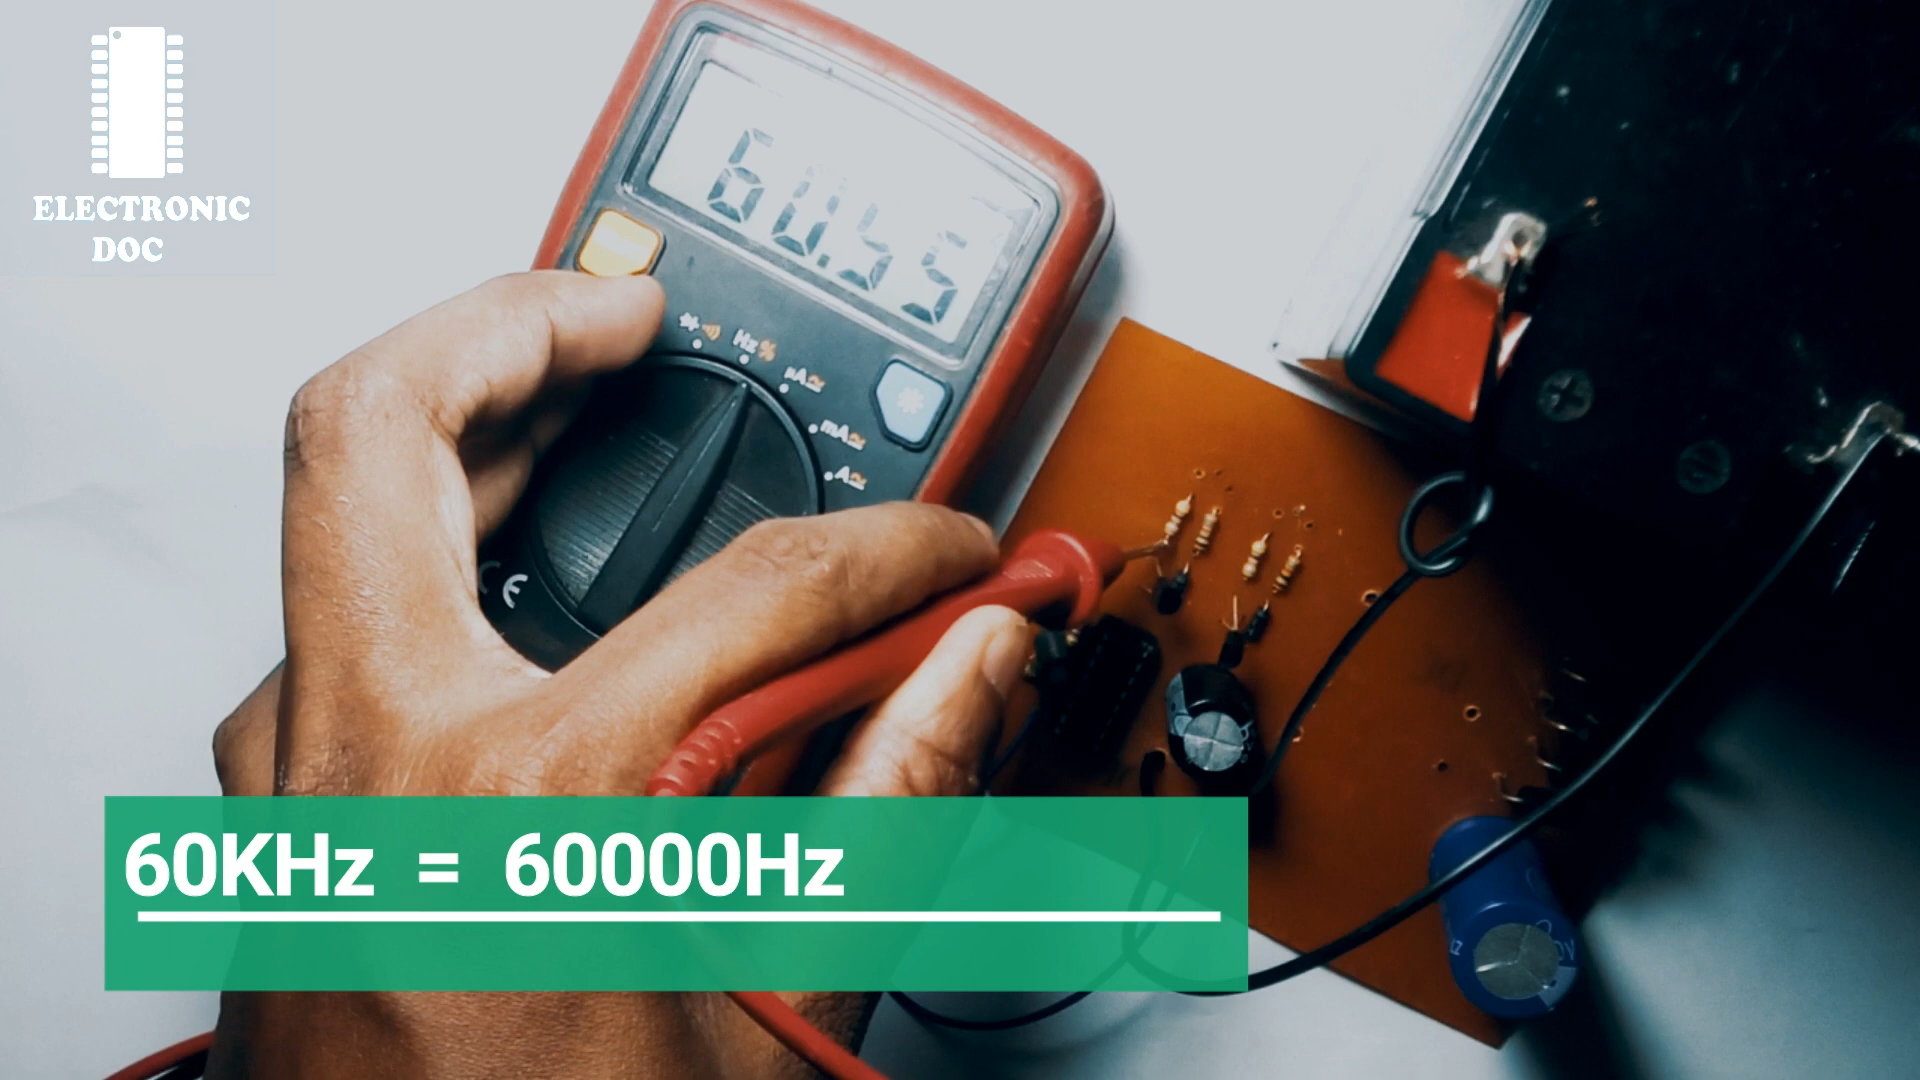 ELECTRONIC
DOC
60.55
Hz%
µA
mA
A
CE
60KHz = 60000Hz